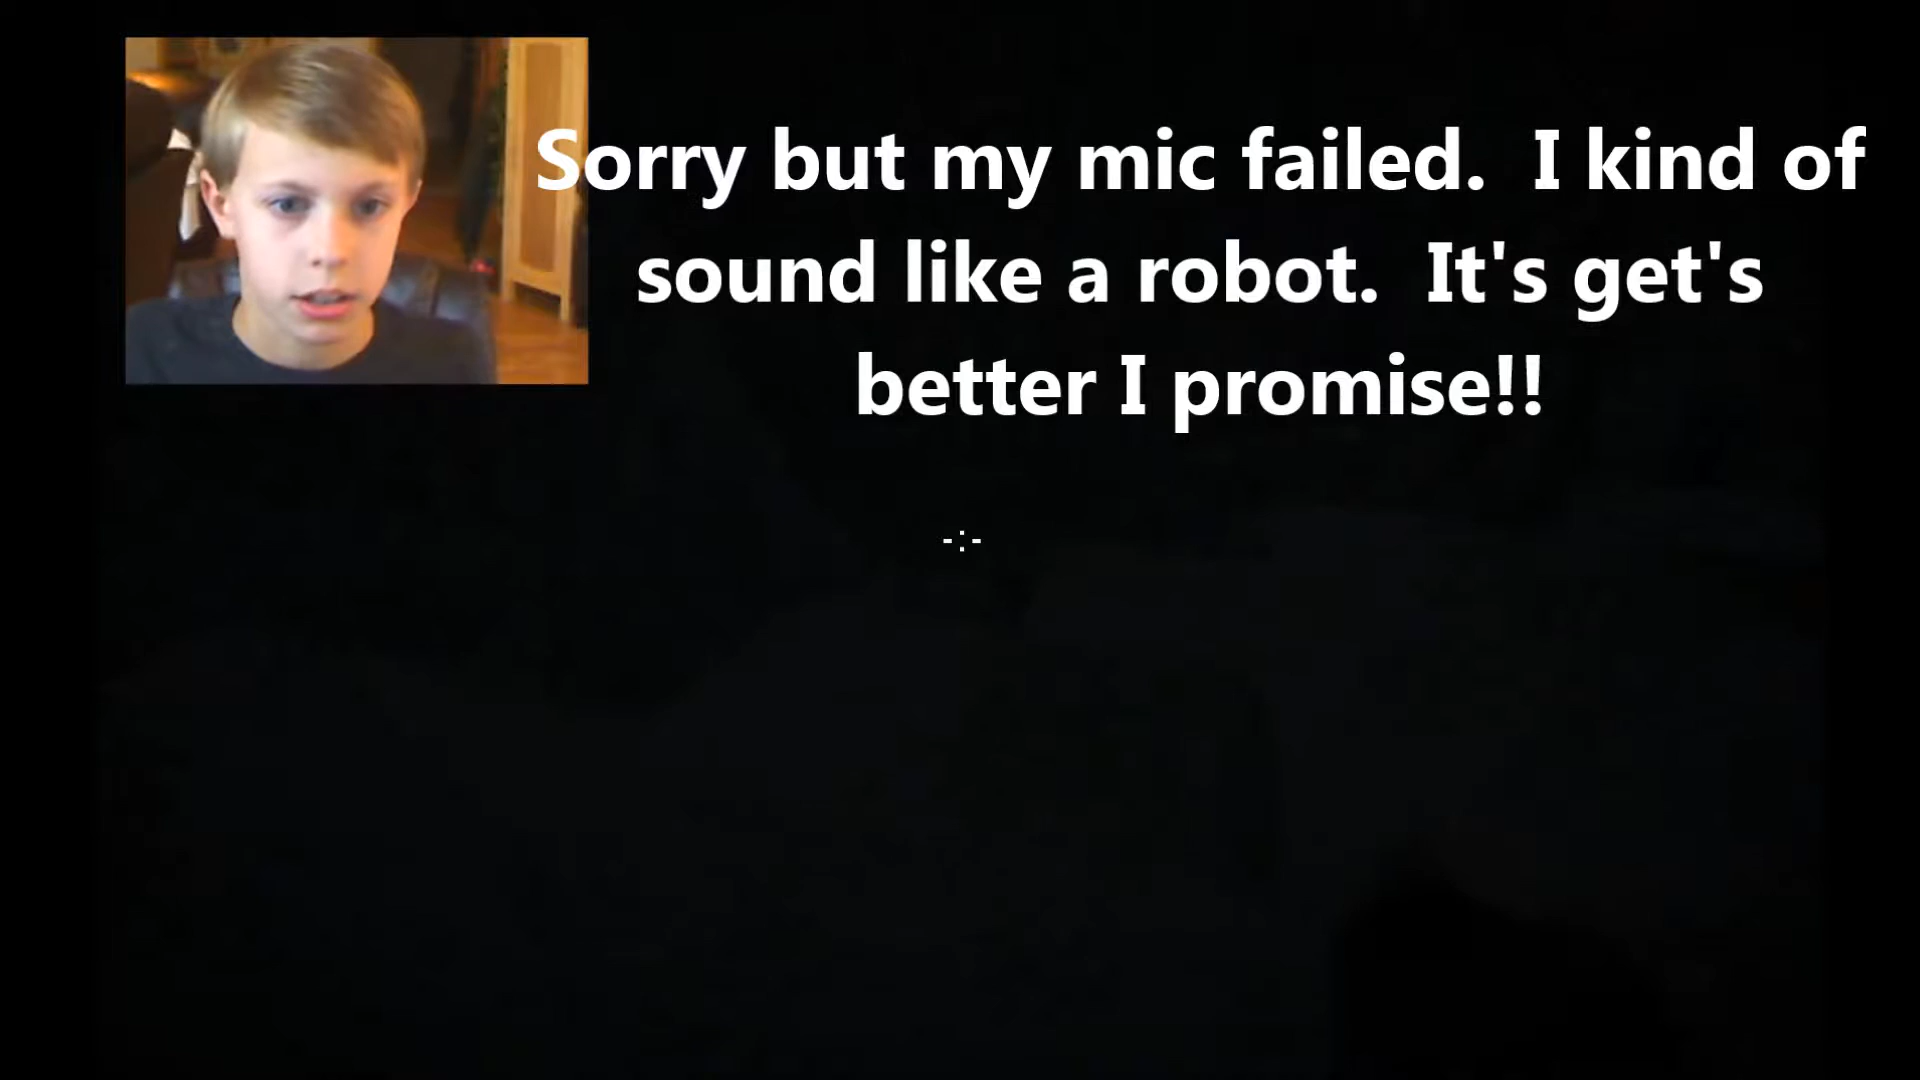 Sorry but my mic failed.  I kind of
sound like a robot.  It's get's
better I promise!!
-:-